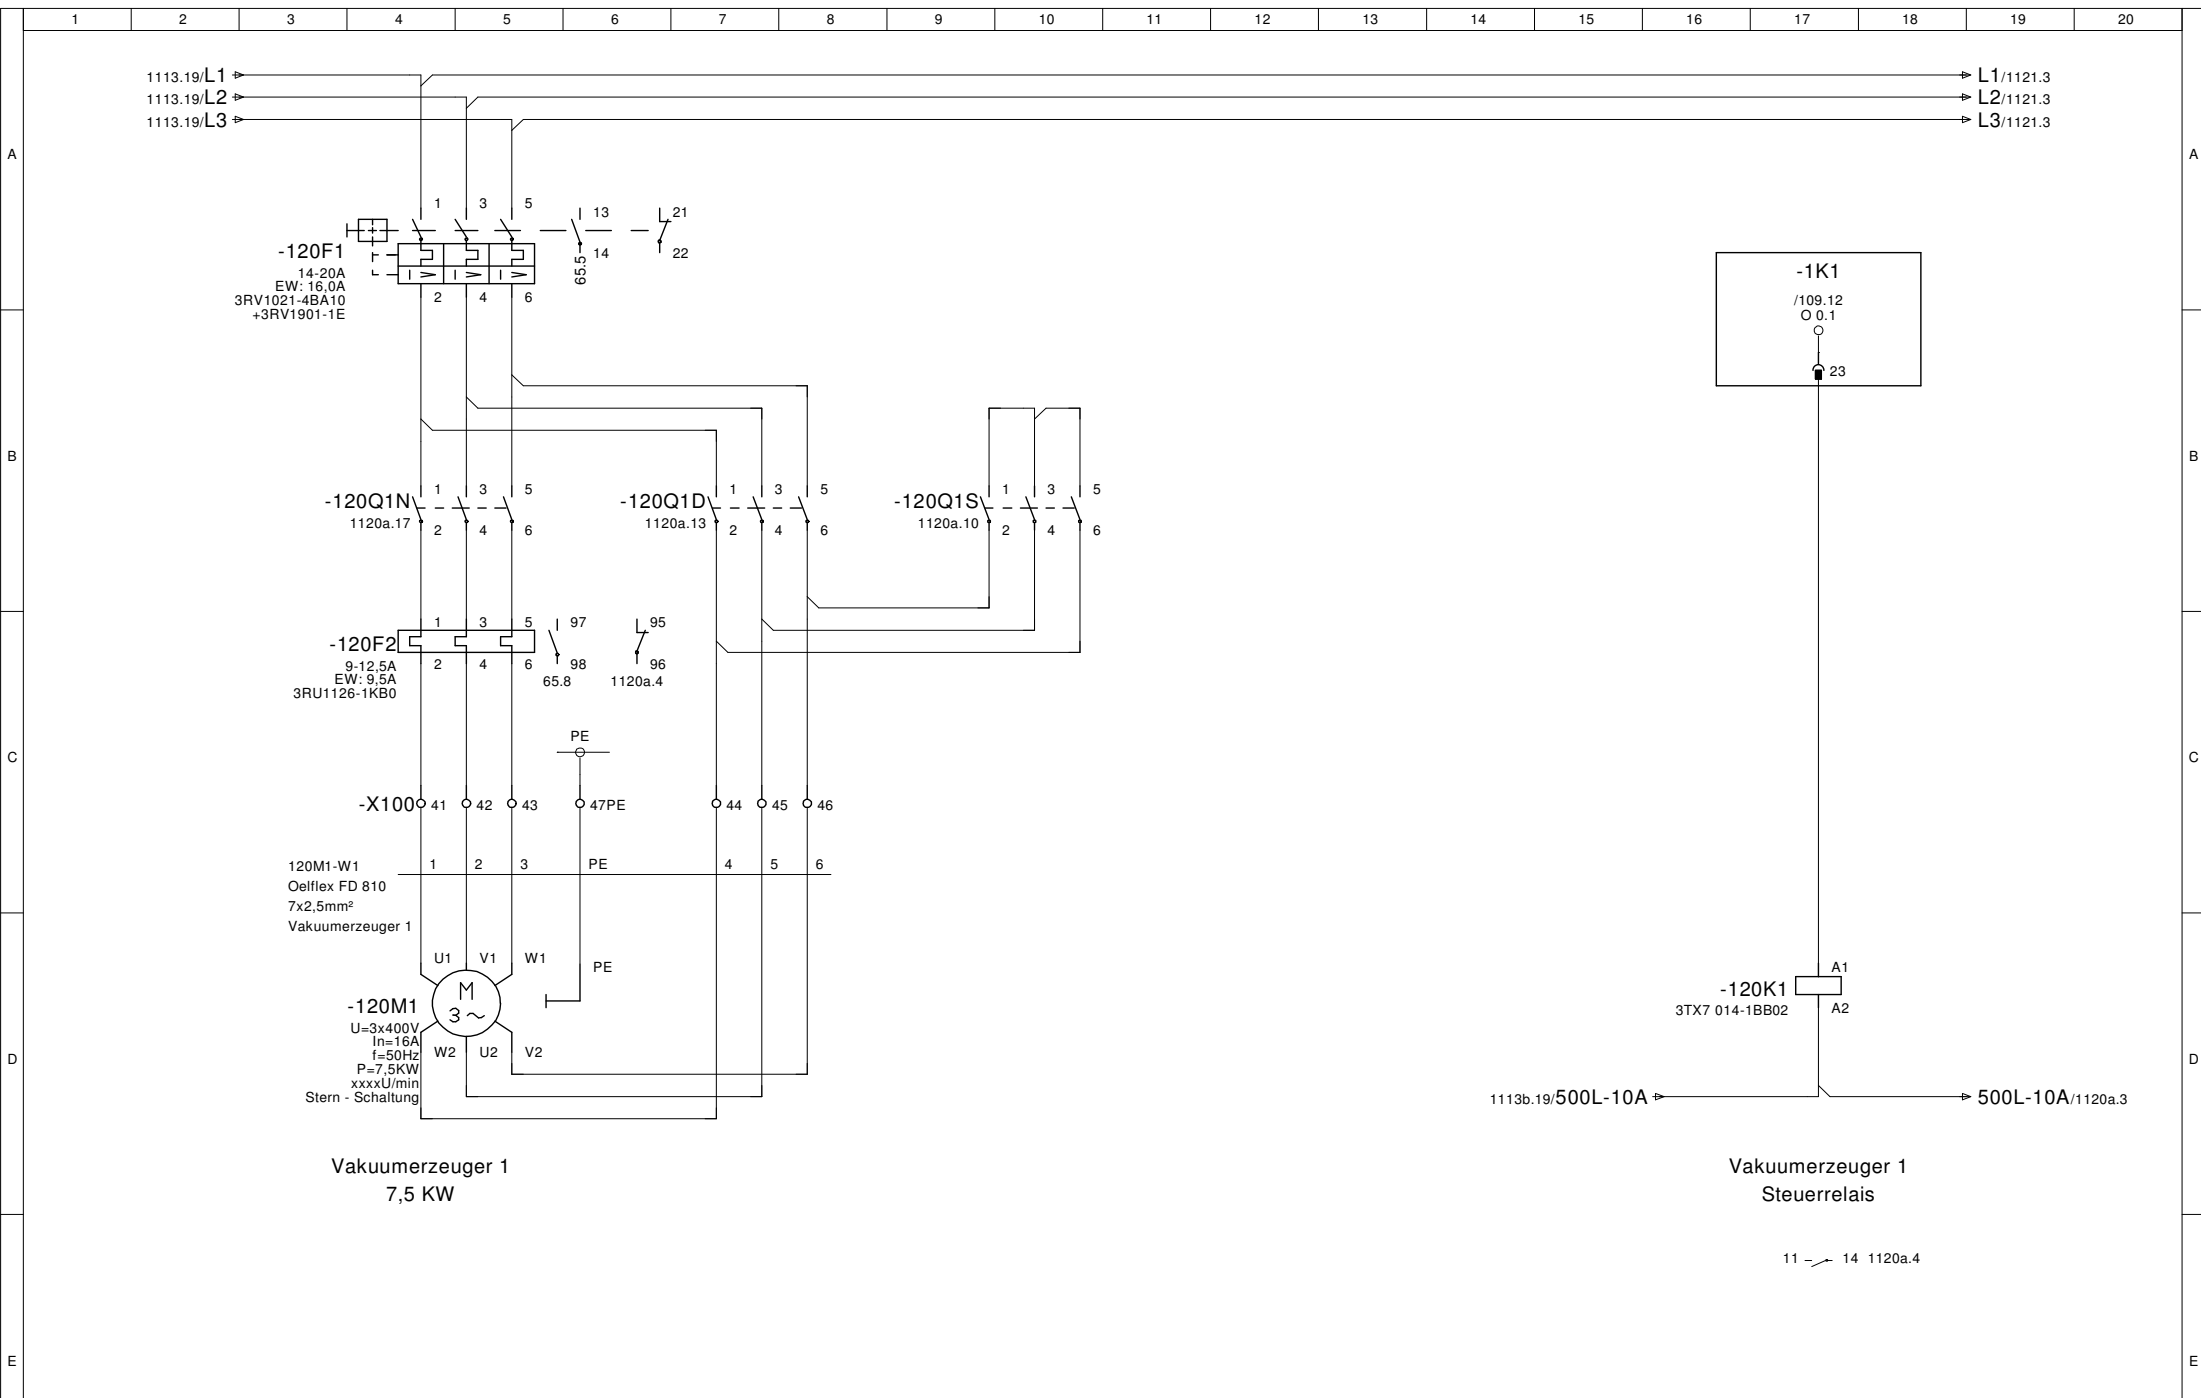 1 2 3 4 5 6 7 8 9 10 11 12 13 14 15 16 17 18 19 20
1113.19/L1 L1/1121.3
1113.19/L2 L2/1121.3
1113.19/L3 L3/1121.3
A A
1 3 5 13 21
-120F1 14 22
65.5
14-20A
EW: 16,0A
3RV1021-4BA10
+3RV1901-1E
I > I > I >
2 4 6
-1K1
/109.12
O 0.1
23
B B
-120Q1N 1 3 5
1120a.17 2 4 6
-120Q1D 1 3 5
1120a.13 2 4 6
-120Q1S 1 3 5
1120a.10 2 4 6
1 3 5 97 95
-120F2
9-12,5A 2 4 6 98 96
EW: 9,5A 65.8 1120a.4
3RU1126-1KB0
PE
C C
-X100 41 42 43 47PE 44 45 46
120M1-W1 1 2 3 PE 4 5 6
Oelflex FD 810
7x2,5mm²
Vakuumerzeuger 1
U1 V1 W1 PE
M
3 ~
-120M1
U=3x400V
In=16A
f=50Hz
P=7,5KW
xxxxU/min
Stern - Schaltung
W2 U2 V2
A1
-120K1
3TX7 014-1BB02 A2
D D
1113b.19/500L-10A 500L-10A/1120a.3
Vakuumerzeuger 1
7,5 KW
Vakuumerzeuger 1
Steuerrelais
11 14 1120a.4
E E